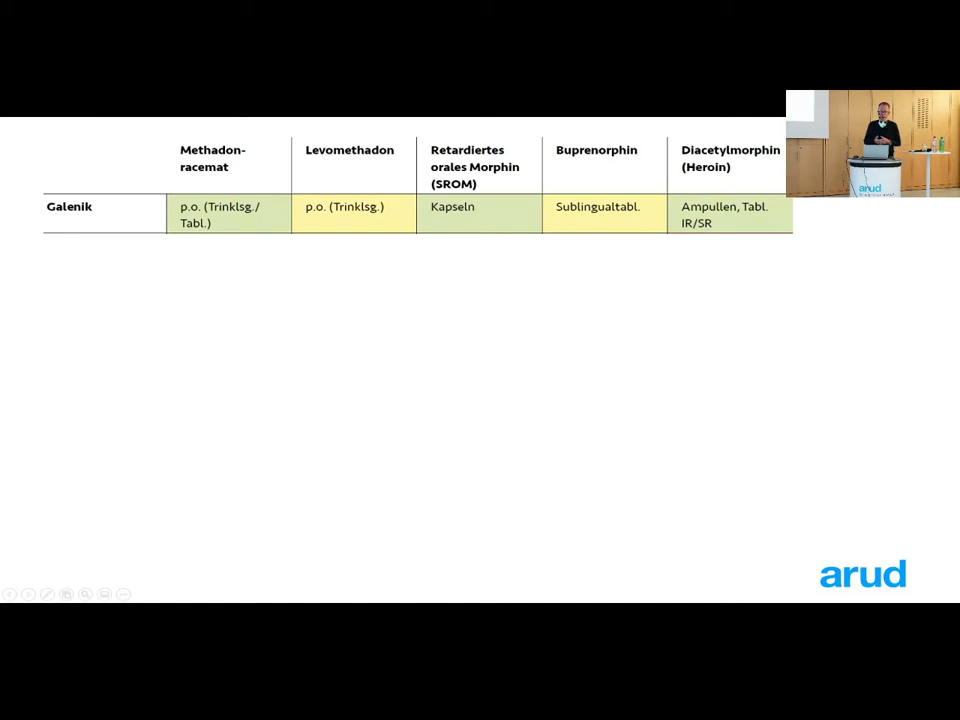 Methadon-
racemat
Levomethadon
Retardiertes
orales Morphin
(SROM)
Buprenorphin
Diacetylmorphin
(Heroin)
Galenik
p.o. (Trinklsg./
Tabl.)
p.o. (Trinklsg.)
Kapseln
Sublingualtabl.
Ampullen, Tabl.
IR/SR
arud
arud